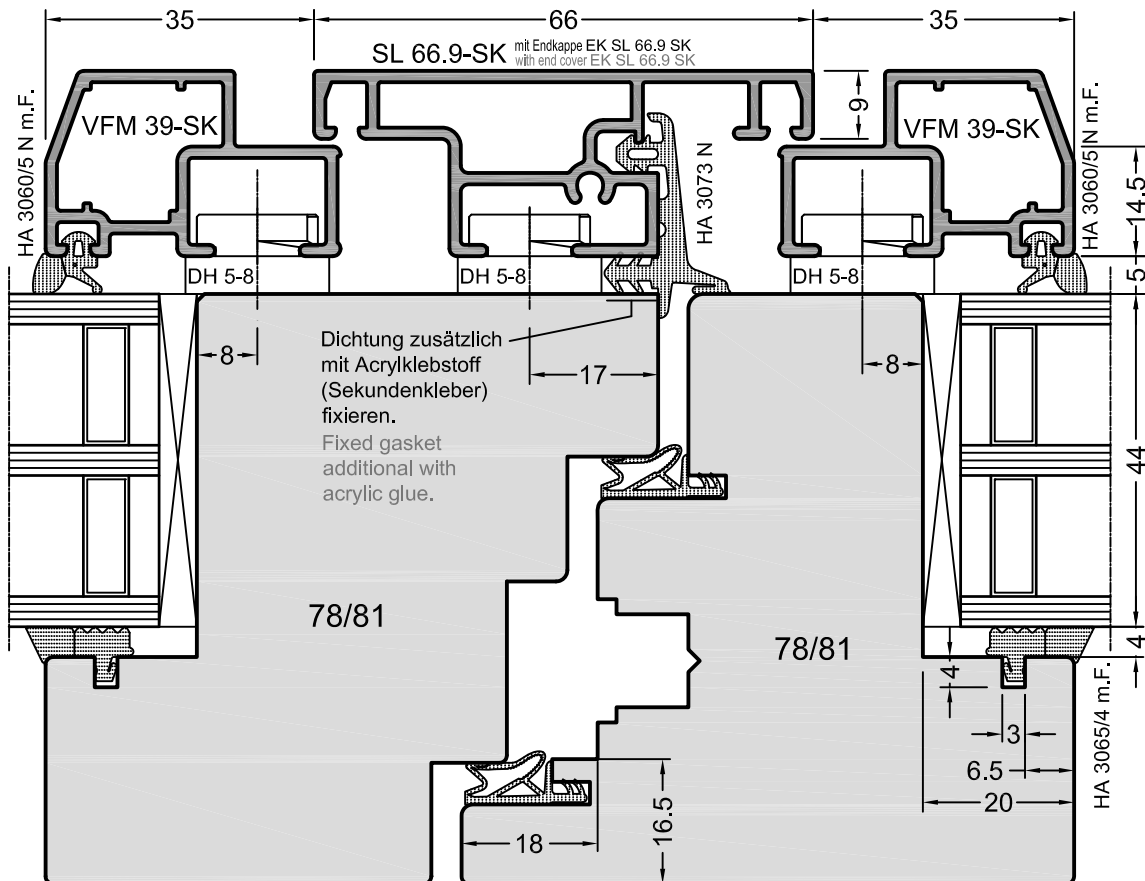 35
66
35
SL 66.9-SK
mit Endkappe EK SL 66.9 SK
with end cover EK SL 66.9 SK
9
VFM 39-SK
VFM 39-SK
HA 3060/5 N m.F.
HA 3073 N
HA 3060/5 N m.F.
14.5
5
DH 5-8
DH 5-8
DH 5-8
8
17
8
Dichtung zusätzlich
mit Acrylklebstoff
(Sekundenkleber)
fixieren.
Fixed gasket
additional with
acrylic glue.
44
78/81
78/81
4
4
3
6.5
20
HA 3065/4 m.F.
18
16.5